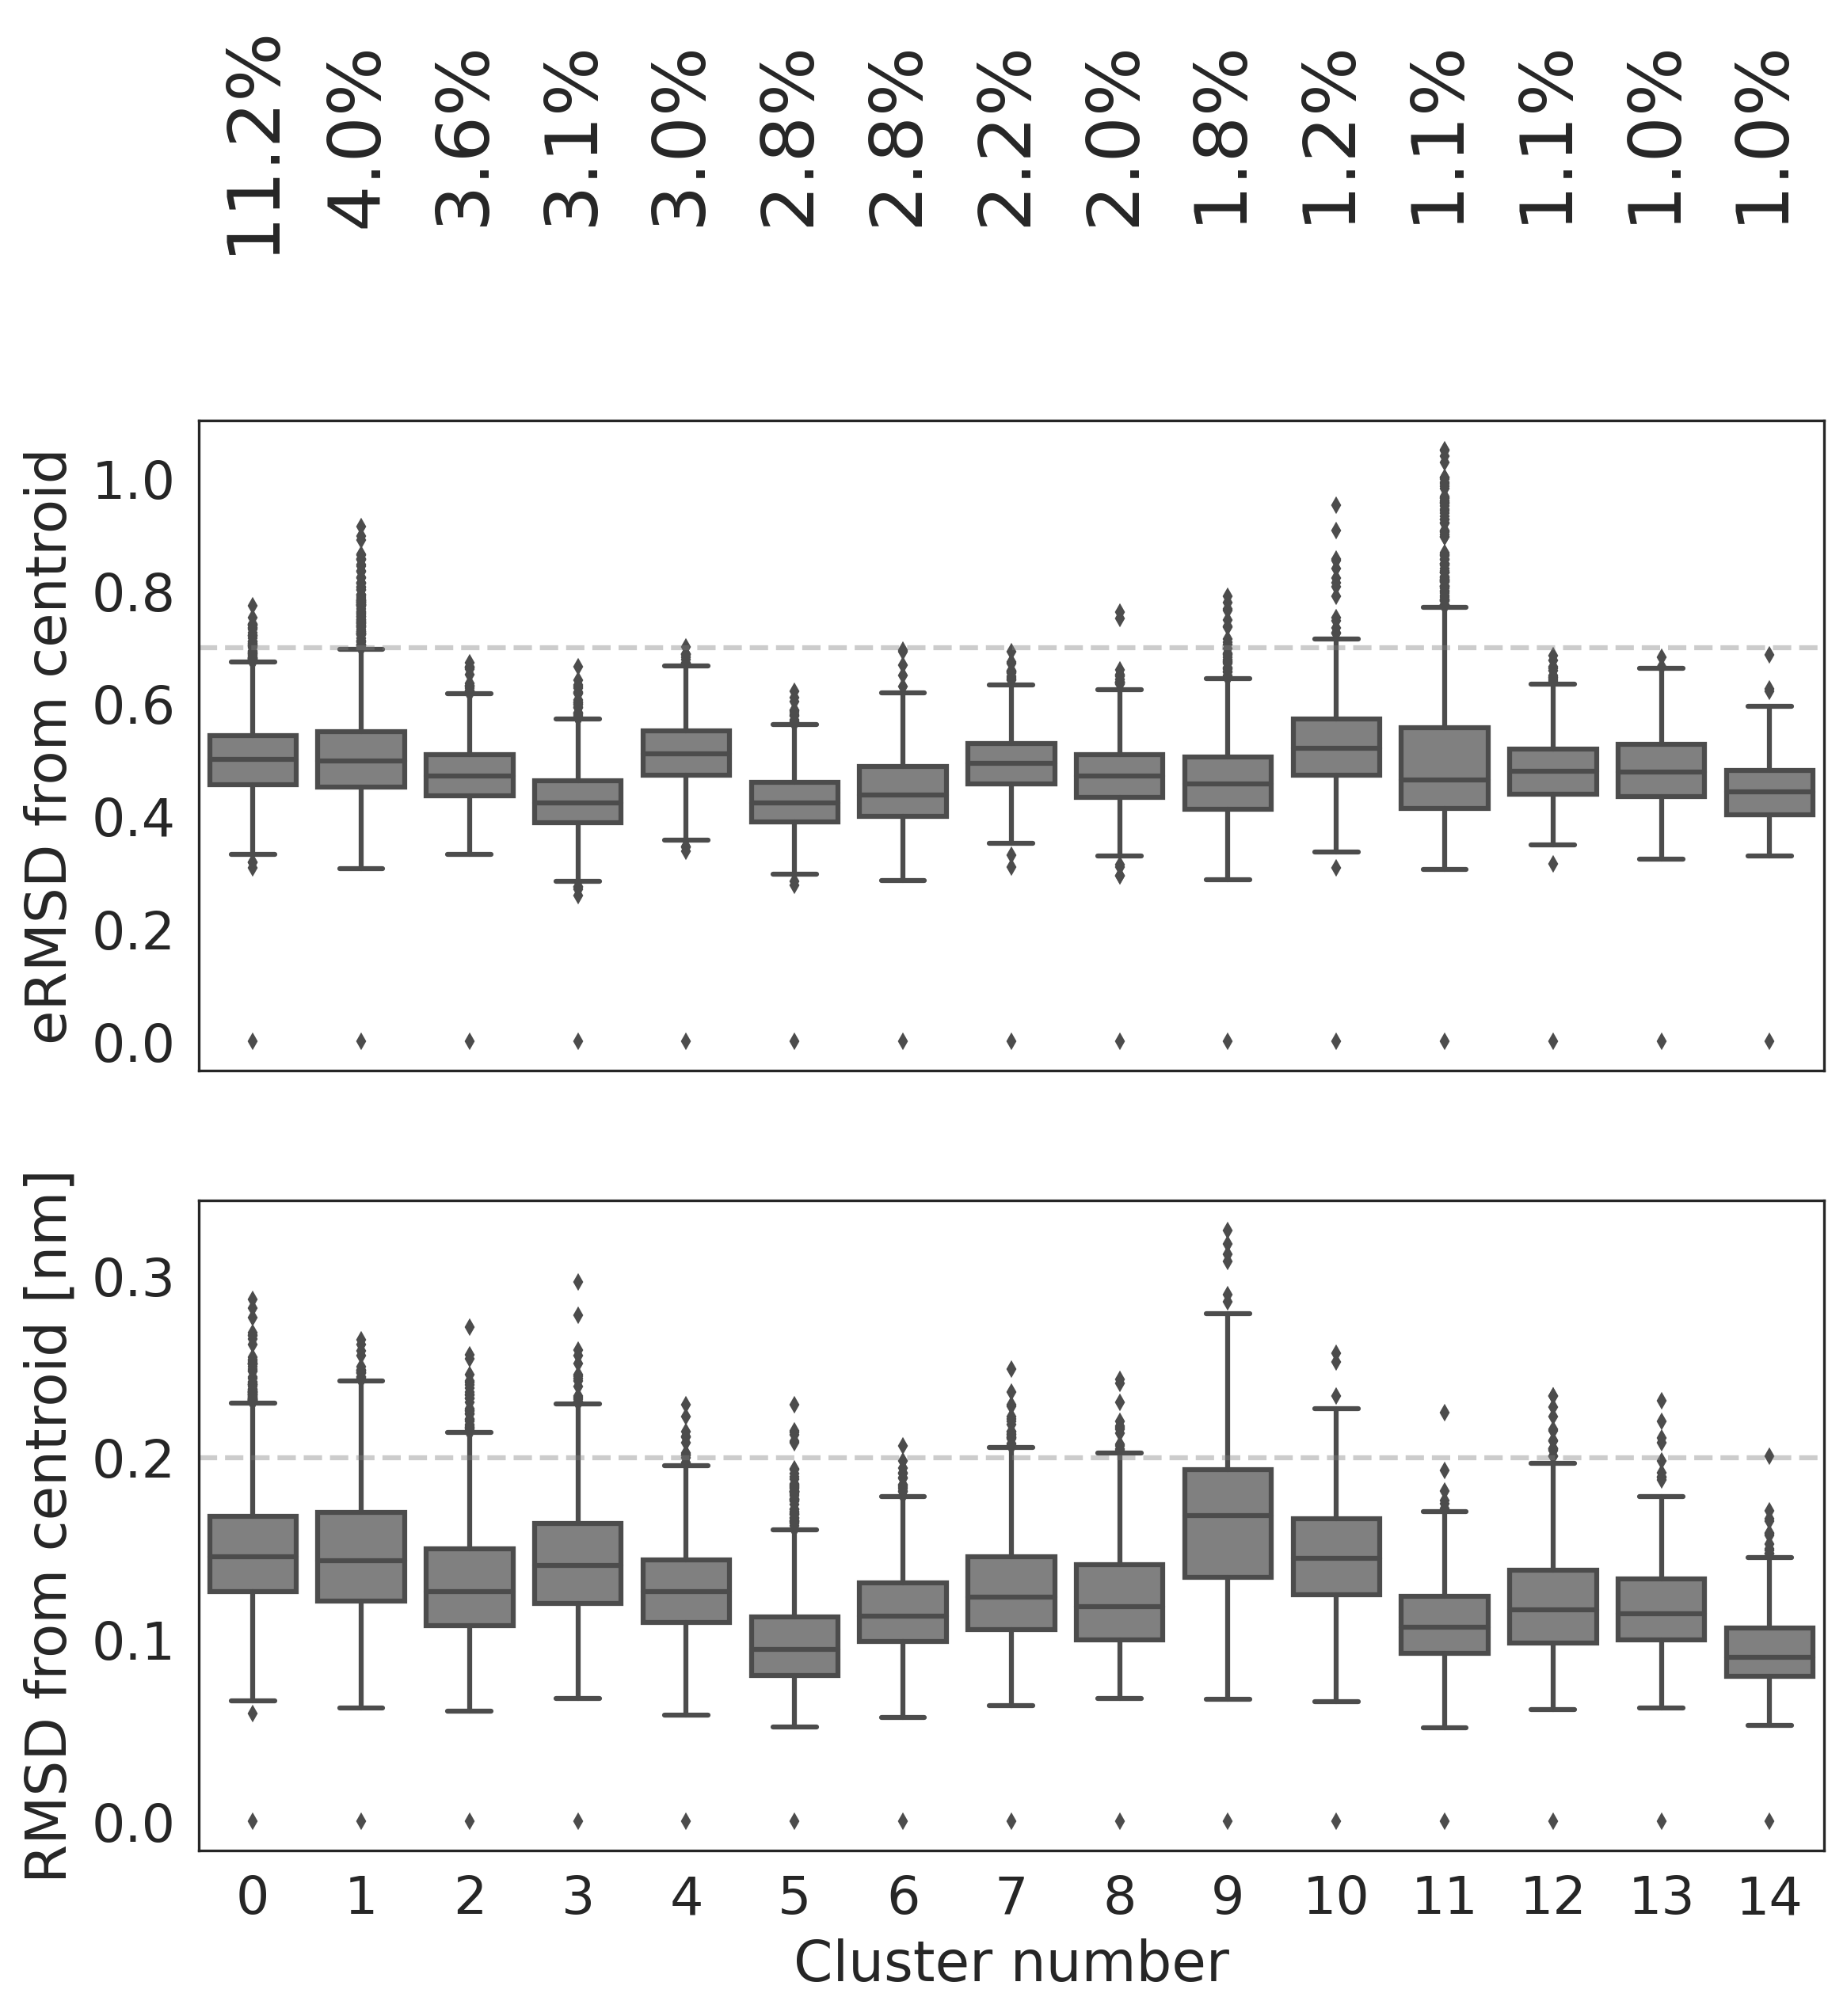 11.2% 4.0% 3.6% 3.1% 3.0% 2.8% 2.8% 2.2% 2.0% 1.8% 1.2% 1.1% 1.1% 1.0% 1.0%
eRMSD from centroid
1.0
0.8
0.6
0.4
0.2
0.0
RMSD from centroid [nm]
0.3
0.2
0.1
0.0
0 1 2 3 4 5 6 7 8 9 10 11 12 13 14
Cluster number